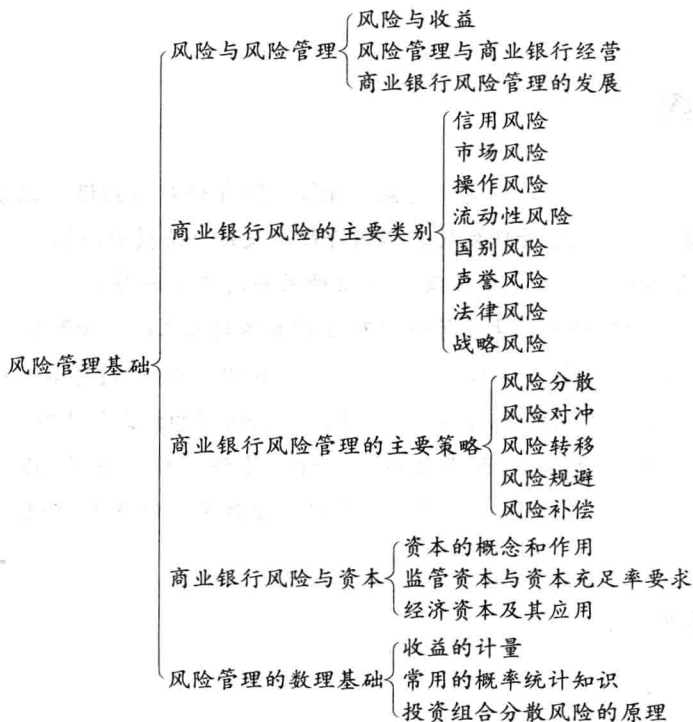 风险管理基础
风险与风险管理
风险与收益
风险管理与商业银行经营
商业银行风险管理的发展
商业银行风险的主要类别
信用风险
市场风险
操作风险
流动性风险
国别风险
声誉风险
法律风险
战略风险
商业银行风险管理的主要策略
风险分散
风险对冲
风险转移
风险规避
风险补偿
商业银行风险与资本
资本的概念和作用
监管资本与资本充足率要求
经济资本及其应用
风险管理的数理基础
收益的计量
常用的概率统计知识
投资组合分散风险的原理